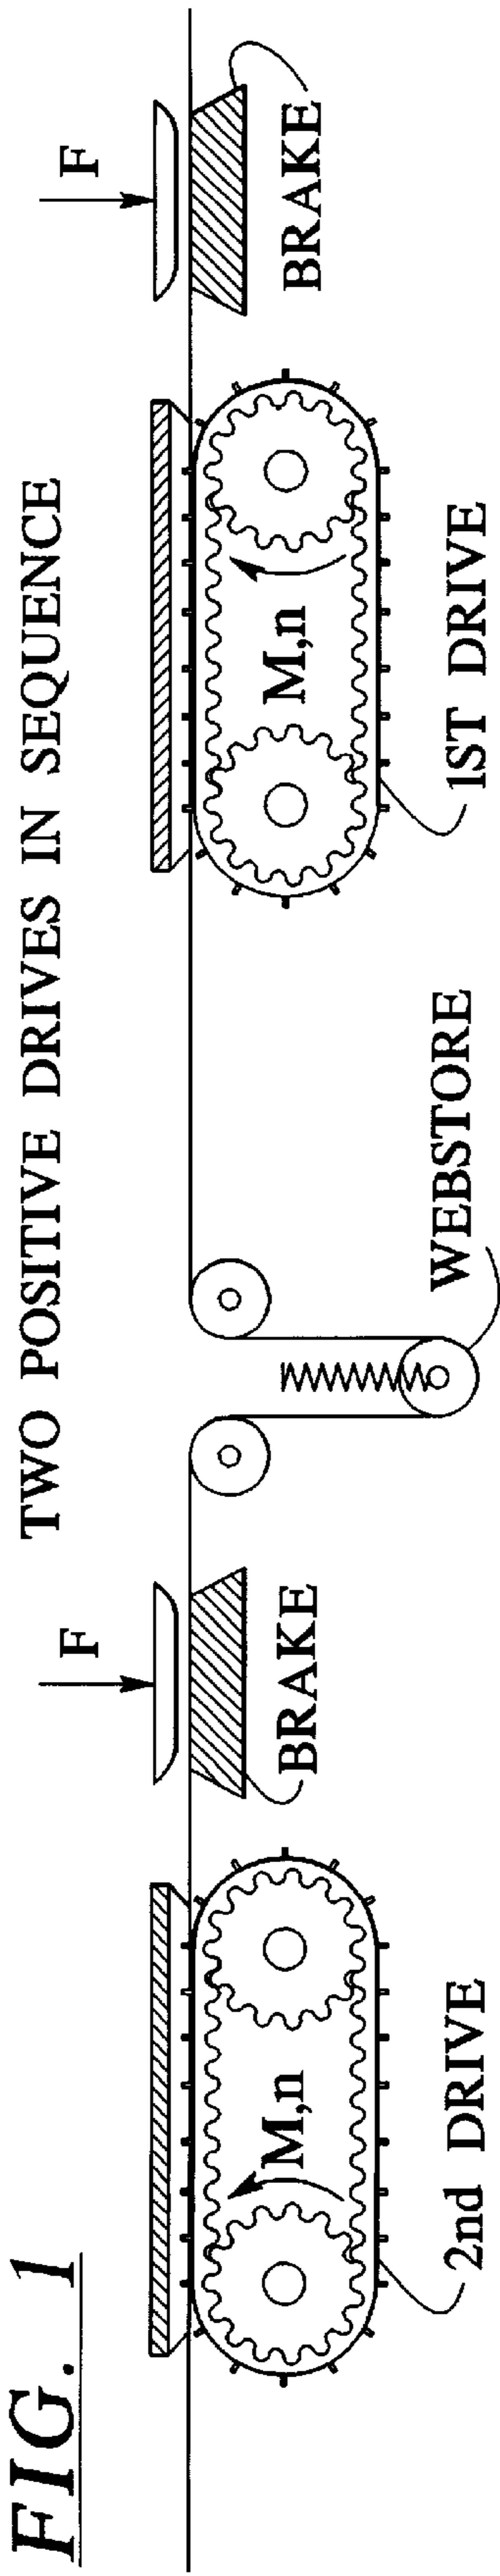 FIG. 1
TWO POSITIVE DRIVES IN SEQUENCE
F
F
M,n
BRAKE
M,n
BRAKE
2nd DRIVE
WEBSTORE
1ST DRIVE